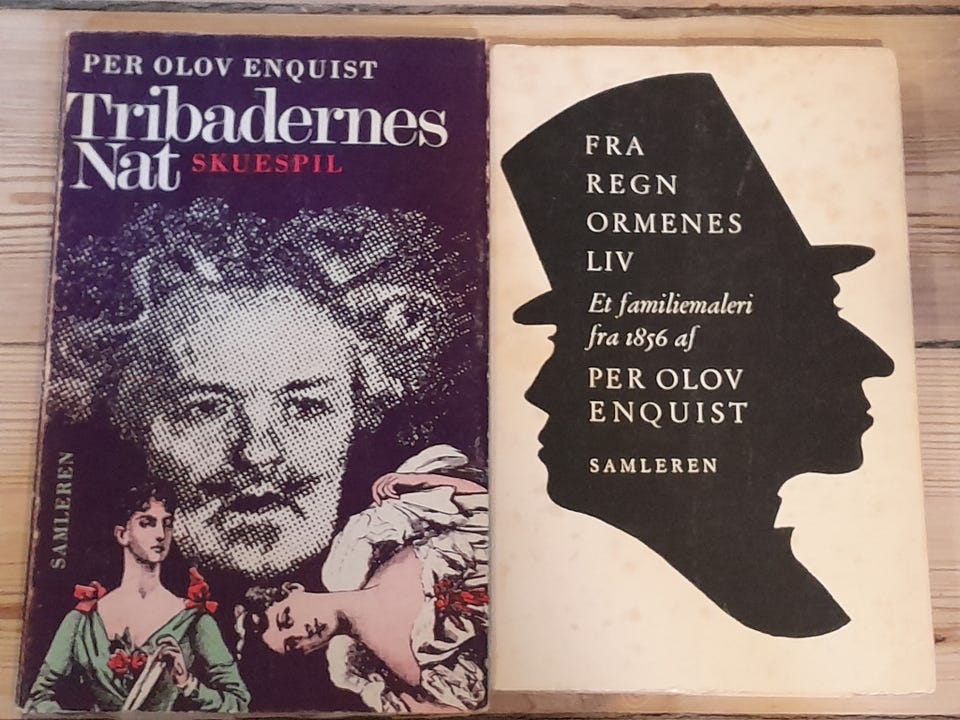 PER OLOV ENQUIST
Tribadernes
Nat SKUESPIL
SAMLEREN
FRA
REGN
ORMENES
LIV
Et familiemaleri
fra 1856 af
PER OLOV
ENQUIST
SAMLEREN